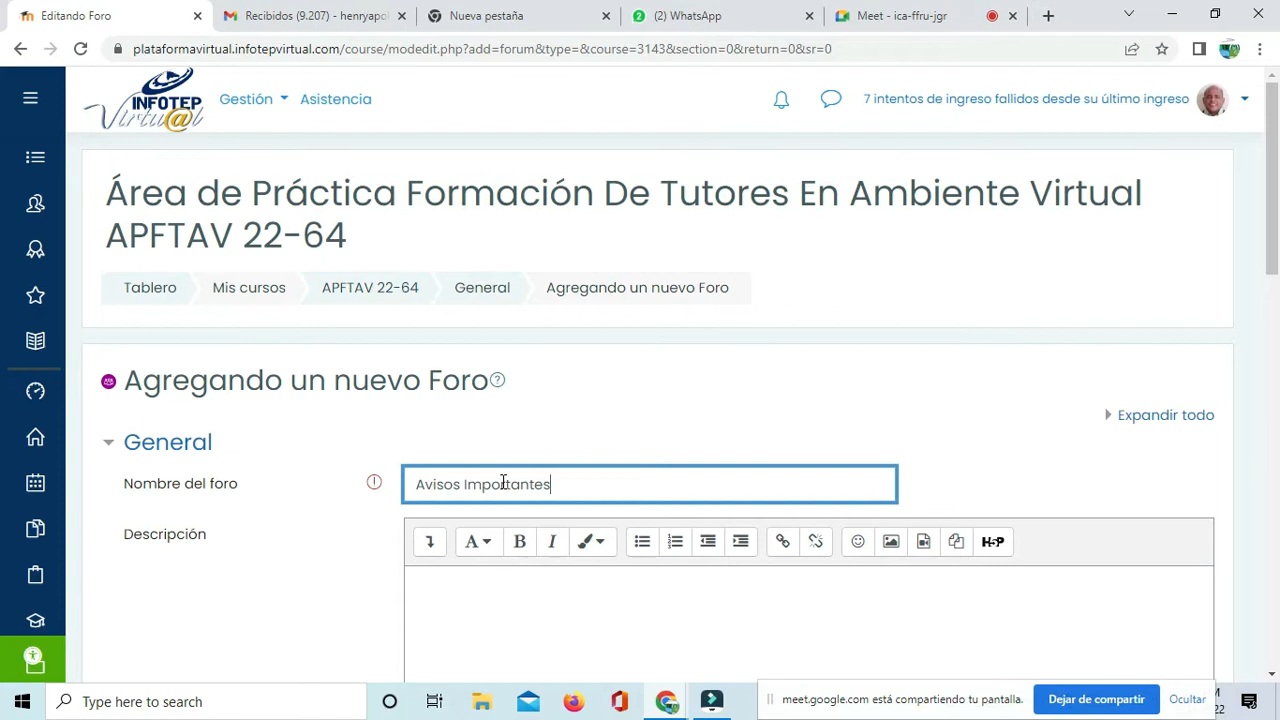 Editando Foro
Recibidos (9.207) - henryapol
Nueva pestaña
(2) WhatsApp
Meet - ica-ffru-jgr
plataformavirtual.infotepvirtual.com/course/modedit.php?add=forum&type=&course=3143&section=0&return=0&sr=0
INFOTEP
Virtu@l
Gestión
Asistencia
7 intentos de ingreso fallidos desde su último ingreso
Área de Práctica Formación De Tutores En Ambiente Virtual
APFTAV 22-64
Tablero
Mis cursos
APFTAV 22-64
General
Agregando un nuevo Foro
Agregando un nuevo Foro
Expandir todo
General
Nombre del foro
Avisos Importantes
Descripción
A
B
I
H5P
Type here to search
meet.google.com está compartiendo tu pantalla.
Dejar de compartir
Ocultar